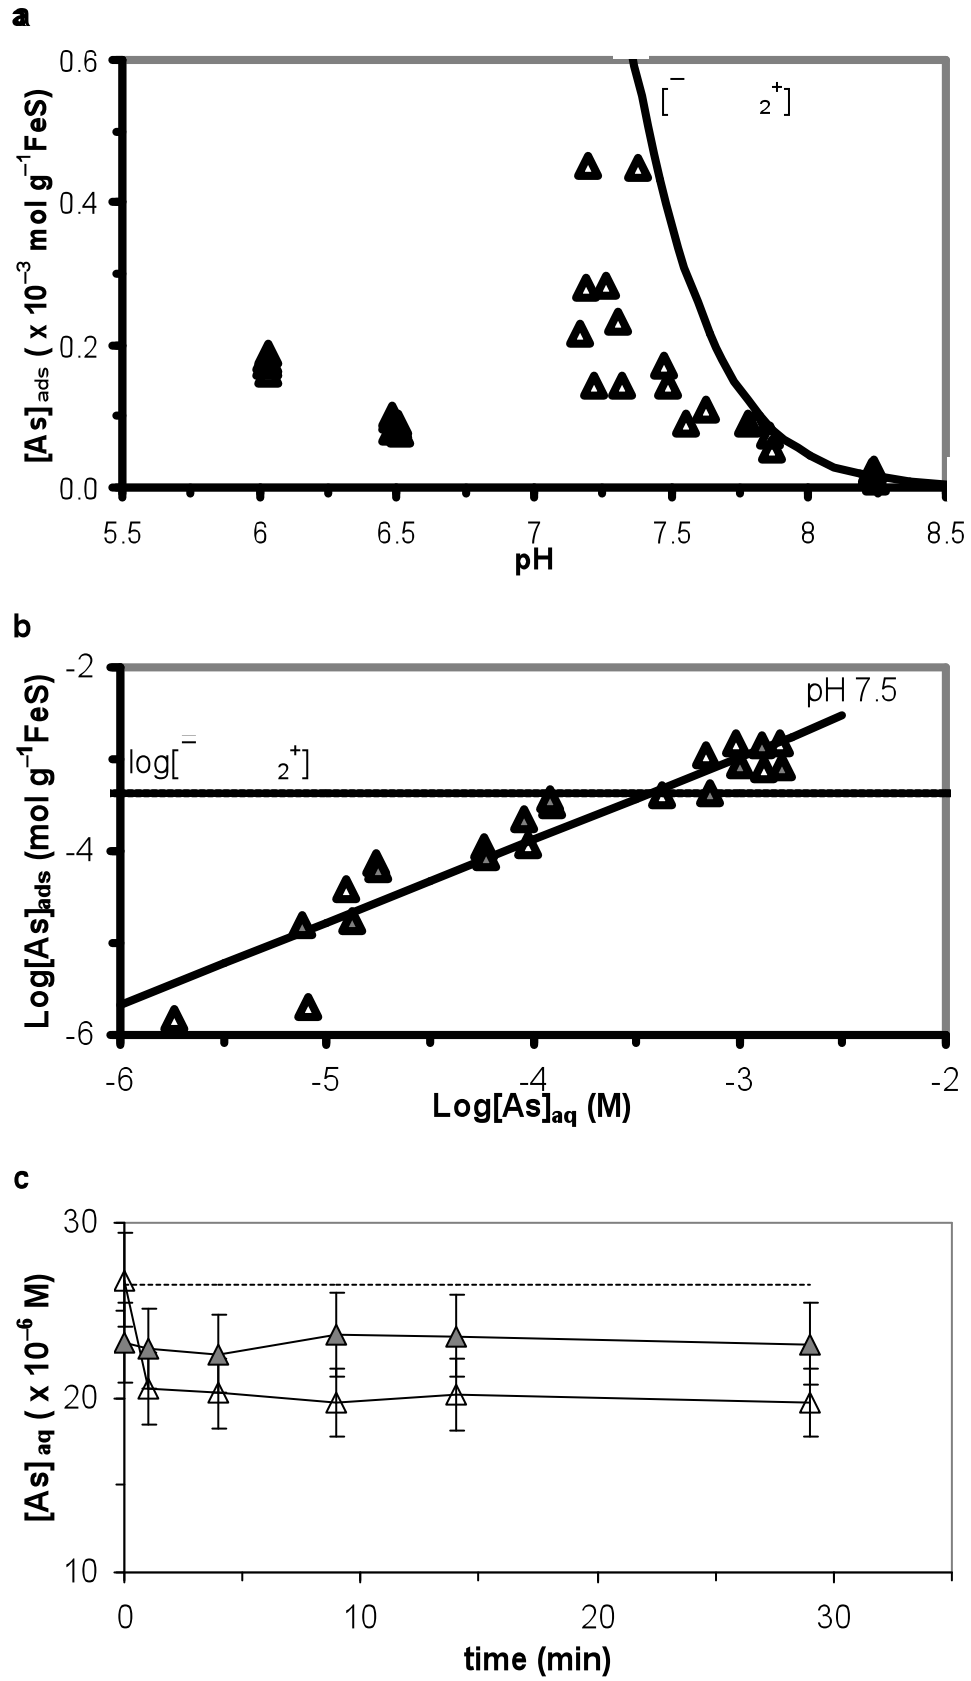 a
[As]ads ( x 10−3 mol g−1FeS)
0.6
0.4
0.2
0.0
[− 2+]
5.5 6 6.5 7 7.5 8 8.5
pH
b
Log[As]ads (mol g−1FeS)
-2
-4
-6
pH 7.5
log[= 2+]
-6 -5 -4 -3 -2
Log[As]aq (M)
c
[As] aq ( x 10−6 M)
30
20
10
0 10 20 30
time (min)